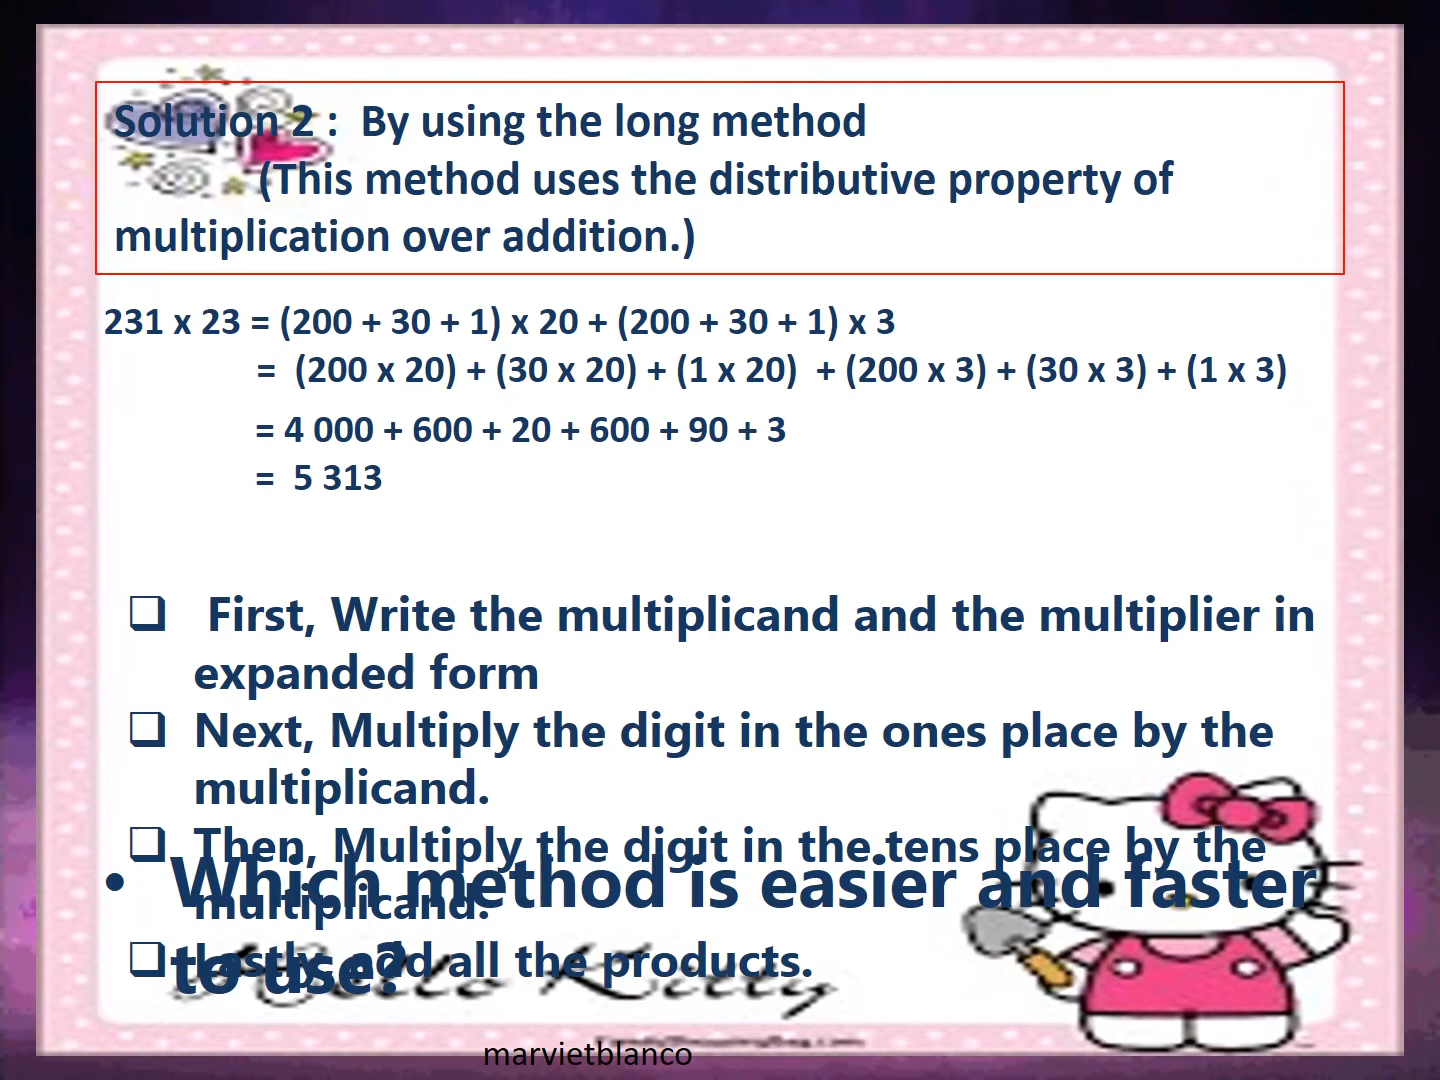 Solution 2 :  By using the long method
(This method uses the distributive property of
multiplication over addition.)
231 x 23 = (200 + 30 + 1) x 20 + (200 + 30 + 1) x 3
=  (200 x 20) + (30 x 20) + (1 x 20)  + (200 x 3) + (30 x 3) + (1 x 3)
= 4 000 + 600 + 20 + 600 + 90 + 3
=  5 313
❑ First, Write the multiplicand and the multiplier in
expanded form
❑ Next, Multiply the digit in the ones place by the
multiplicand.
❑ Then, Multiply the digit in the tens place by the
multiplicand.
❑ Lastly, add all the products.
• Which method is easier and faster
to use?
Hello Kitty
marvietblanco